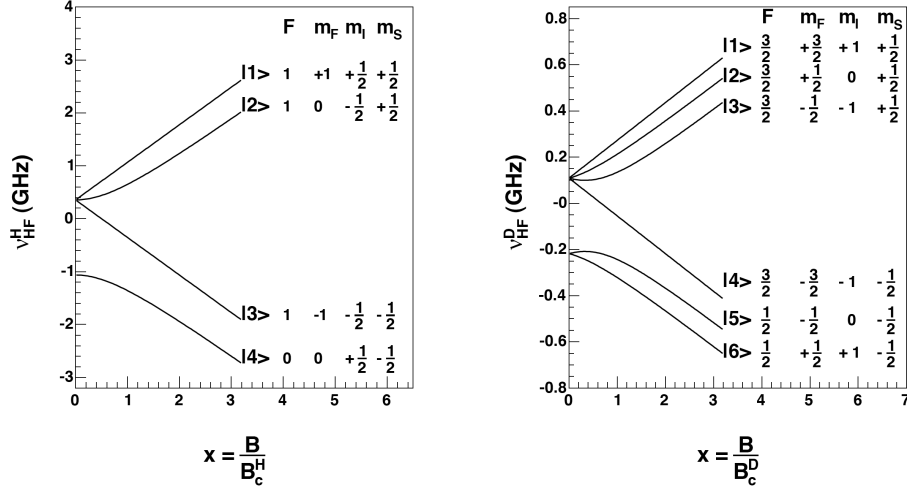 F m_F m_I m_S
|1> 1 +1 +1/2 +1/2
|2> 1 0 -1/2 +1/2
|3> 1 -1 -1/2 -1/2
|4> 0 0 +1/2 -1/2
4
3
2
1
0
-1
-2
-3
0 1 2 3 4 5 6
ν_HF^H (GHz)
x = B/B_c^H
F m_F m_I m_S
|1> 3/2 +3/2 +1 +1/2
|2> 3/2 +1/2 0 +1/2
|3> 3/2 -1/2 -1 +1/2
|4> 3/2 -3/2 -1 -1/2
|5> 1/2 -1/2 0 -1/2
|6> 1/2 +1/2 +1 -1/2
0.8
0.6
0.4
0.2
-0
-0.2
-0.4
-0.6
-0.8
0 1 2 3 4 5 6 7
ν_HF^D (GHz)
x = B/B_c^D